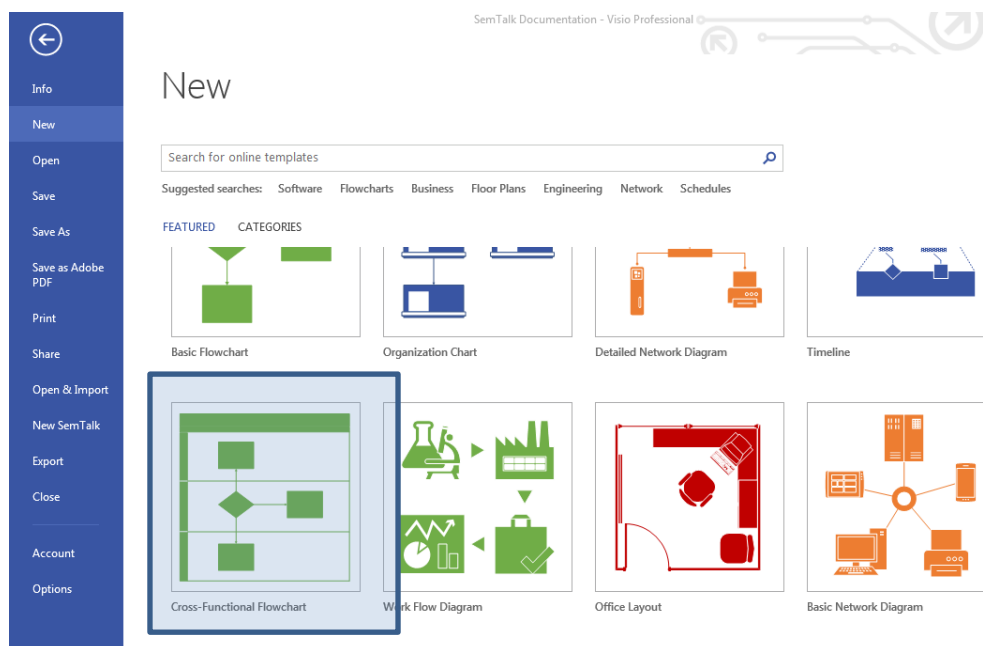 SemTalk Documentation - Visio Professional
Info
New
Open
Save
Save As
Save as Adobe
PDF
Print
Share
Open & Import
New SemTalk
Export
Close
Account
Options
New
Search for online templates
Suggested searches: Software Flowcharts Business Floor Plans Engineering Network Schedules
FEATURED CATEGORIES
Basic Flowchart
Organization Chart
Detailed Network Diagram
Timeline
Cross-Functional Flowchart
Work Flow Diagram
Office Layout
Basic Network Diagram